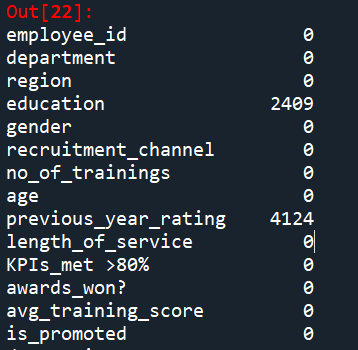 Out[22]:
employee_id 0
department 0
region 0
education 2409
gender 0
recruitment_channel 0
no_of_trainings 0
age 0
previous_year_rating 4124
length_of_service 0
KPIs_met >80% 0
awards_won? 0
avg_training_score 0
is_promoted 0